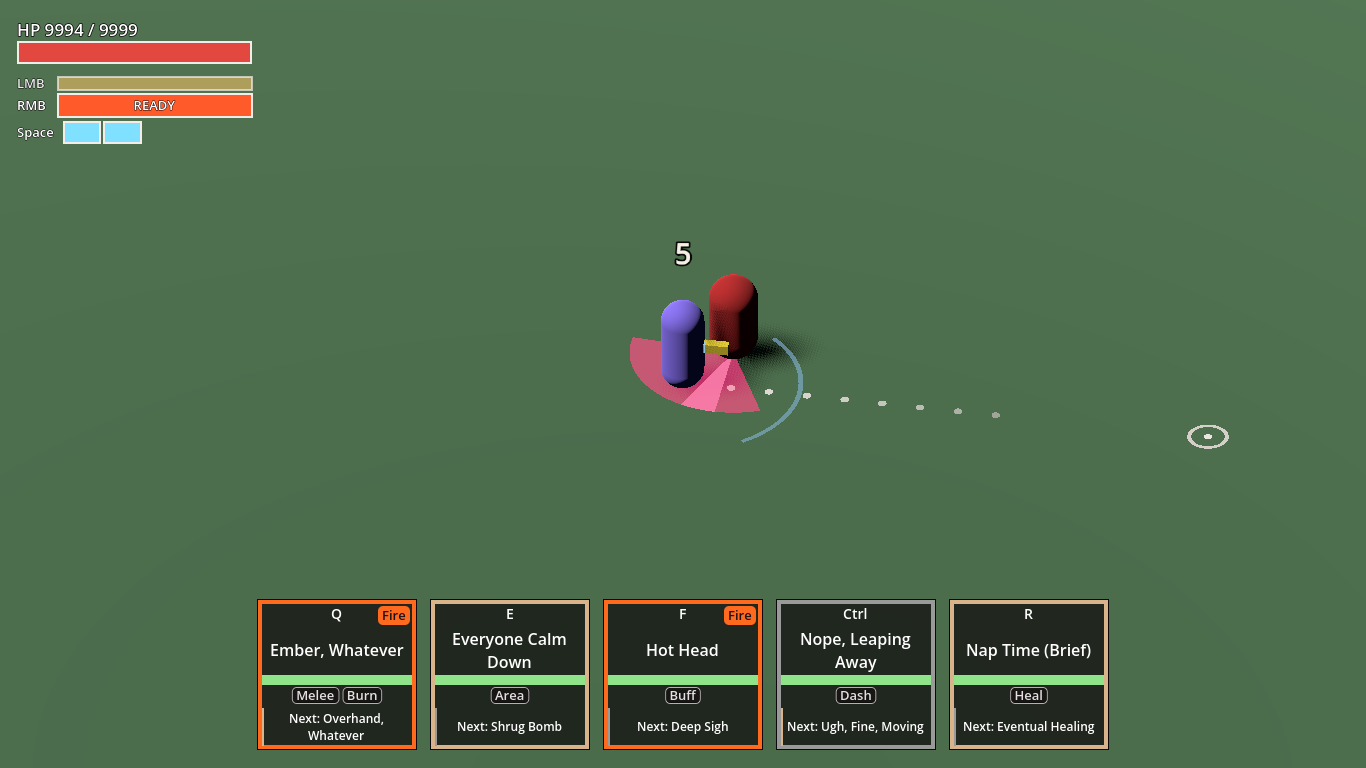 HP 9994 / 9999
LMB
RMB READY
Space
5
Q Fire
Ember, Whatever
Melee Burn
Next: Overhand,
Whatever
E
Everyone Calm
Down
Area
Next: Shrug Bomb
F Fire
Hot Head
Buff
Next: Deep Sigh
Ctrl
Nope, Leaping
Away
Dash
Next: Ugh, Fine, Moving
R
Nap Time (Brief)
Heal
Next: Eventual Healing